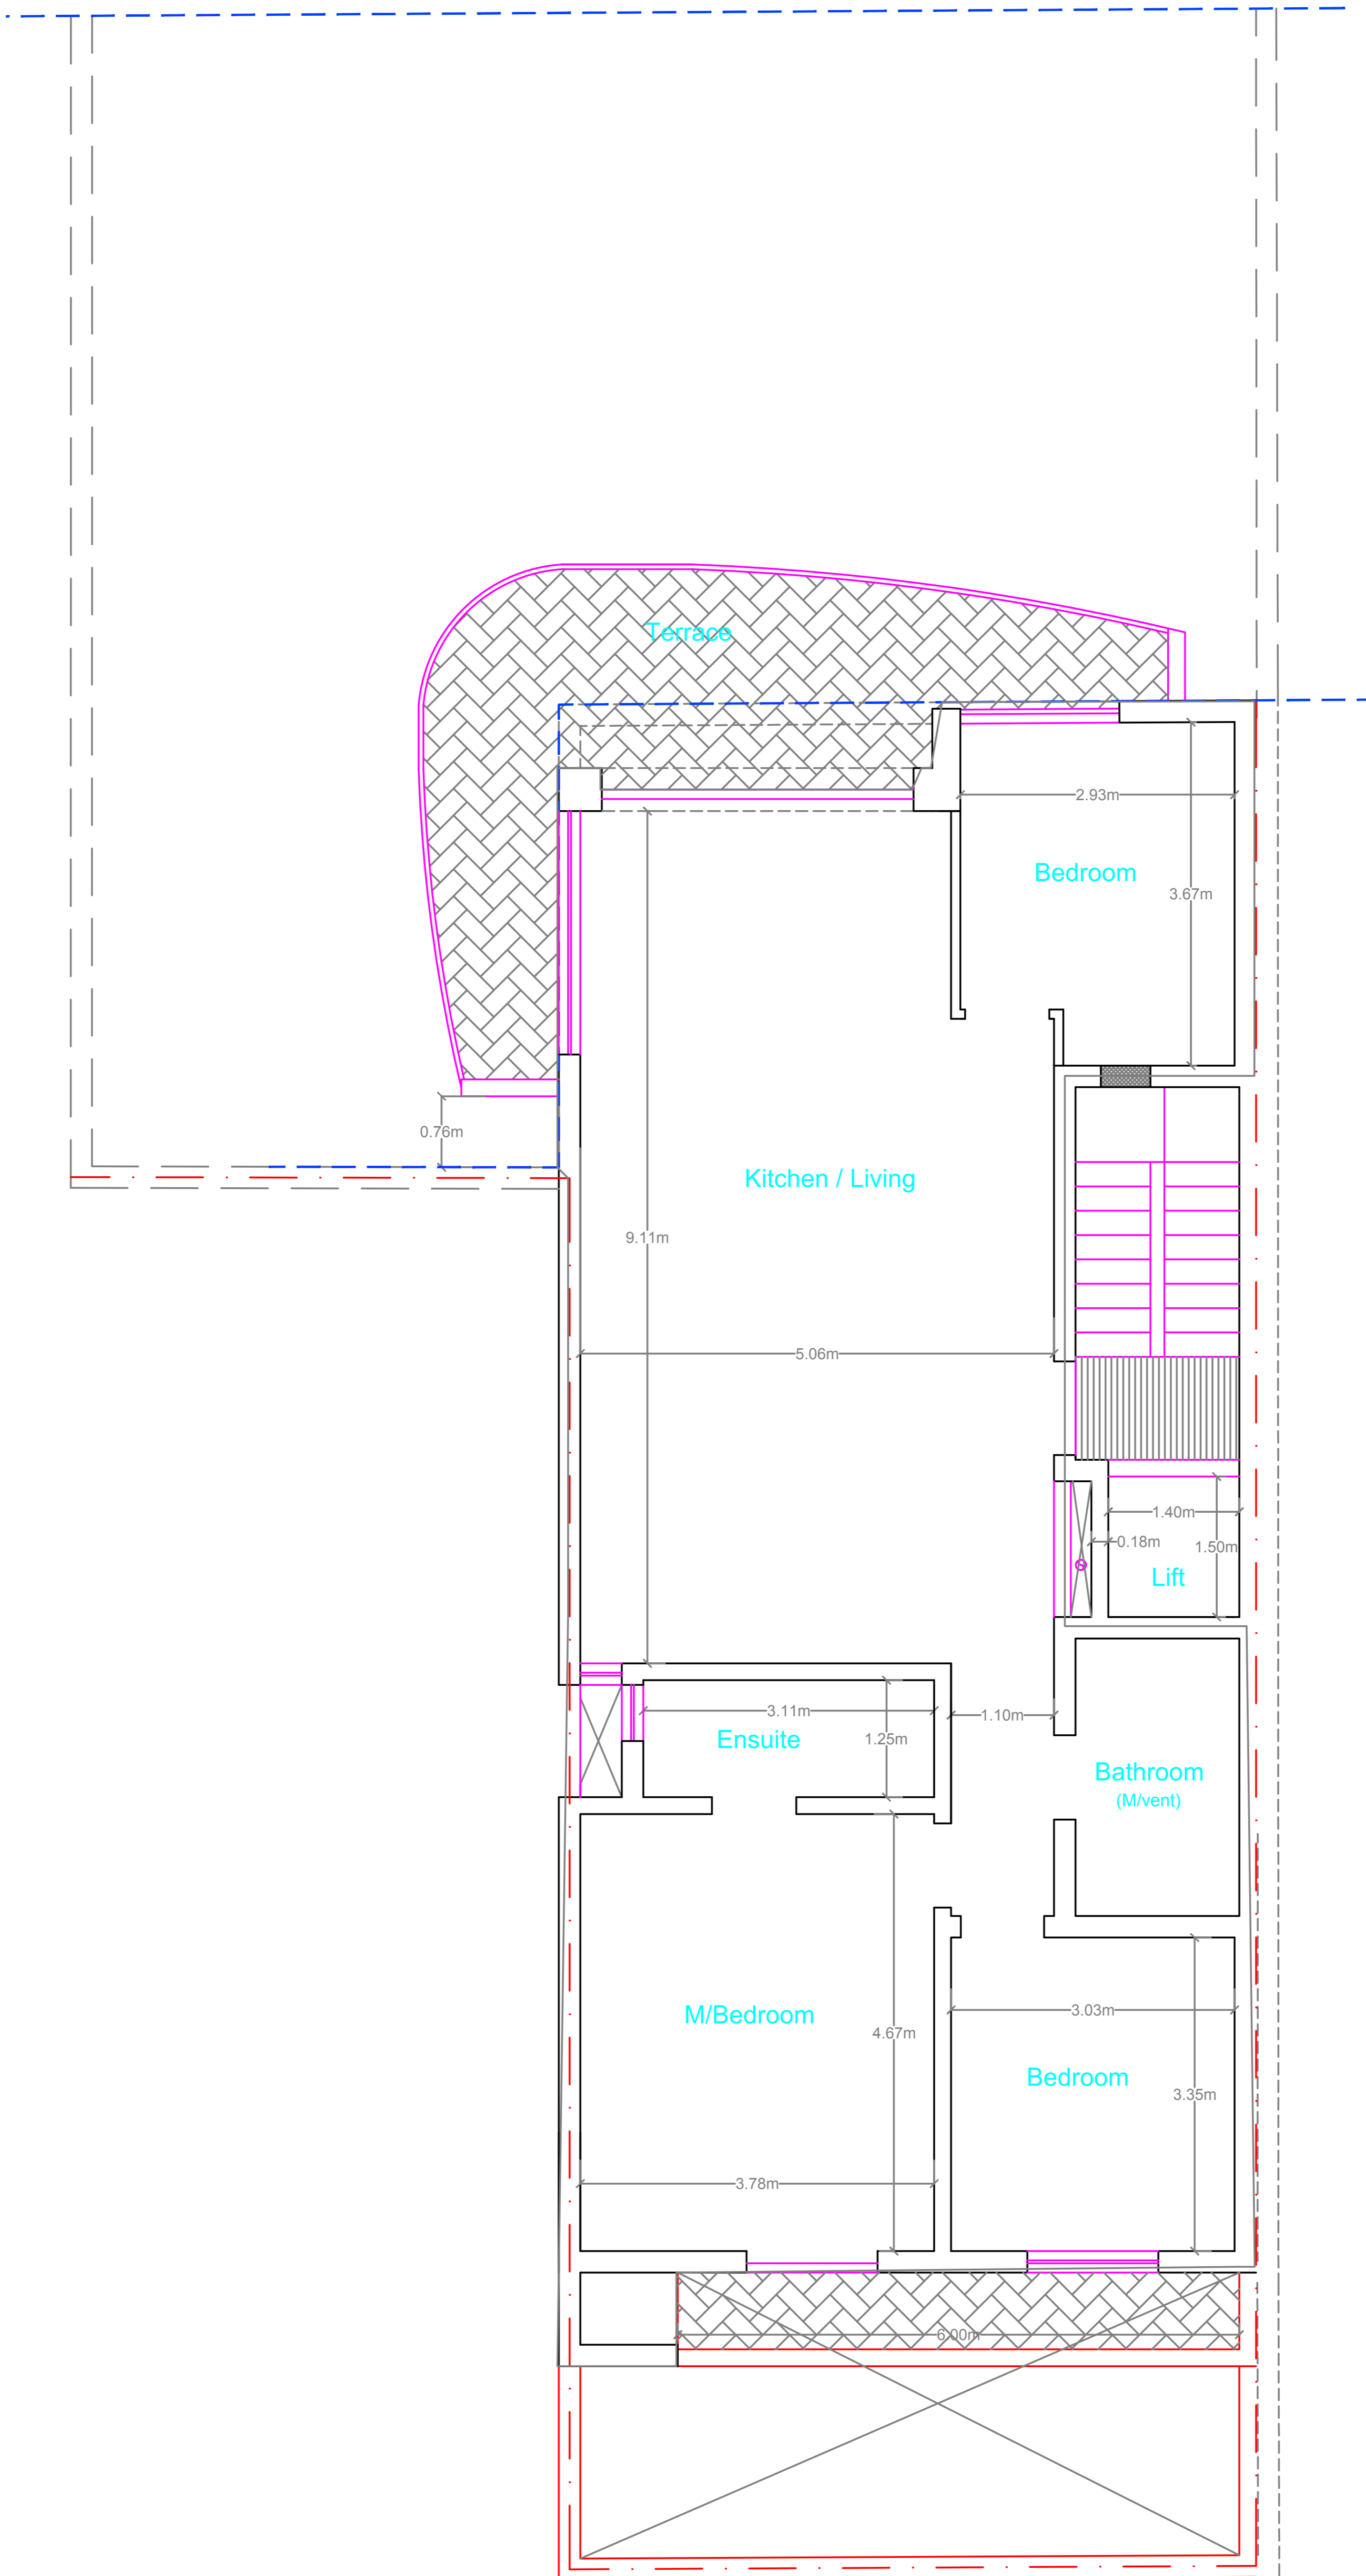 Terrace
2.93m
Bedroom
3.67m
0.76m
Kitchen / Living
9.11m
5.06m
1.40m
0.18m
1.50m
Lift
3.11m
1.10m
Ensuite
1.25m
Bathroom
(M/vent)
M/Bedroom
4.67m
3.03m
Bedroom
3.35m
3.78m
6.00m